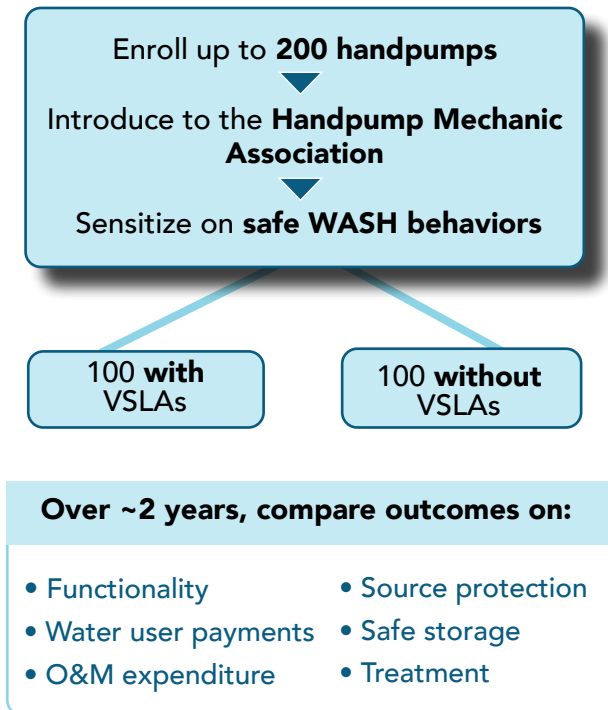 Enroll up to 200 handpumps
Introduce to the Handpump Mechanic
Association
Sensitize on safe WASH behaviors
100 with
VSLAs
100 without
VSLAs
Over ~2 years, compare outcomes on:
• Functionality
• Water user payments
• O&M expenditure
• Source protection
• Safe storage
• Treatment